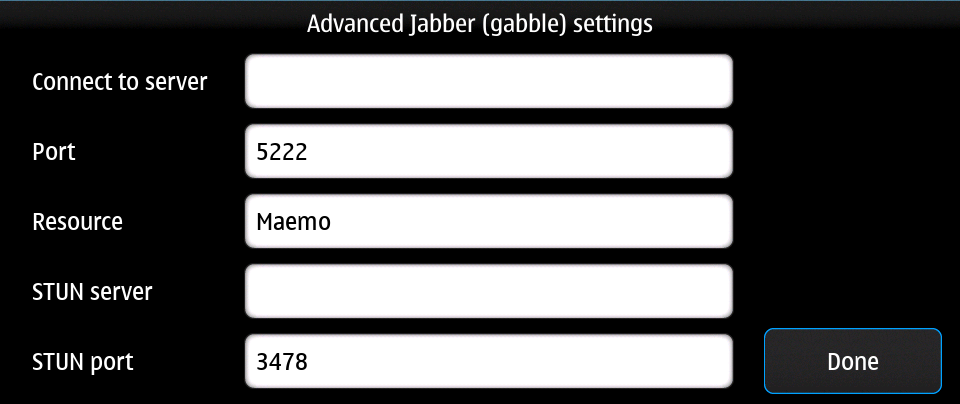 Advanced Jabber (gabble) settings
Connect to server
Port 5222
Resource Maemo
STUN server
STUN port 3478 Done